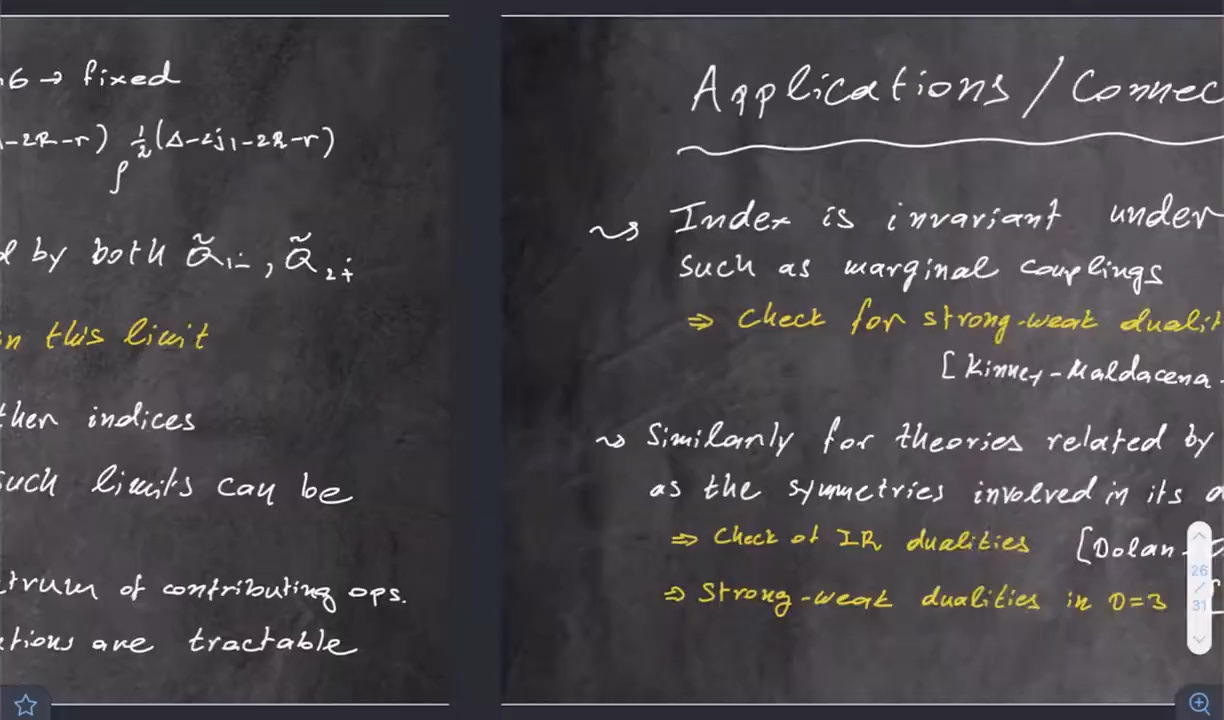 → fixed
-2R-r) ½(Δ-2j₁-2R-r)
ρ
by both Q̃₁∸, Q̃₂∔
n this limit
ther indices
such limits can be
trum of contributing ops.
tions are tractable
Applications / Connec
~> Index is invariant under
such as marginal couplings
⇒ Check for strong-weak dualit
[Kinney-Maldacena-
~> Similarly for theories related by
as the symmetries involved in its
⇒ Check of IR dualities [Dolan-
⇒ Strong-weak dualities in D=3
26
/
31